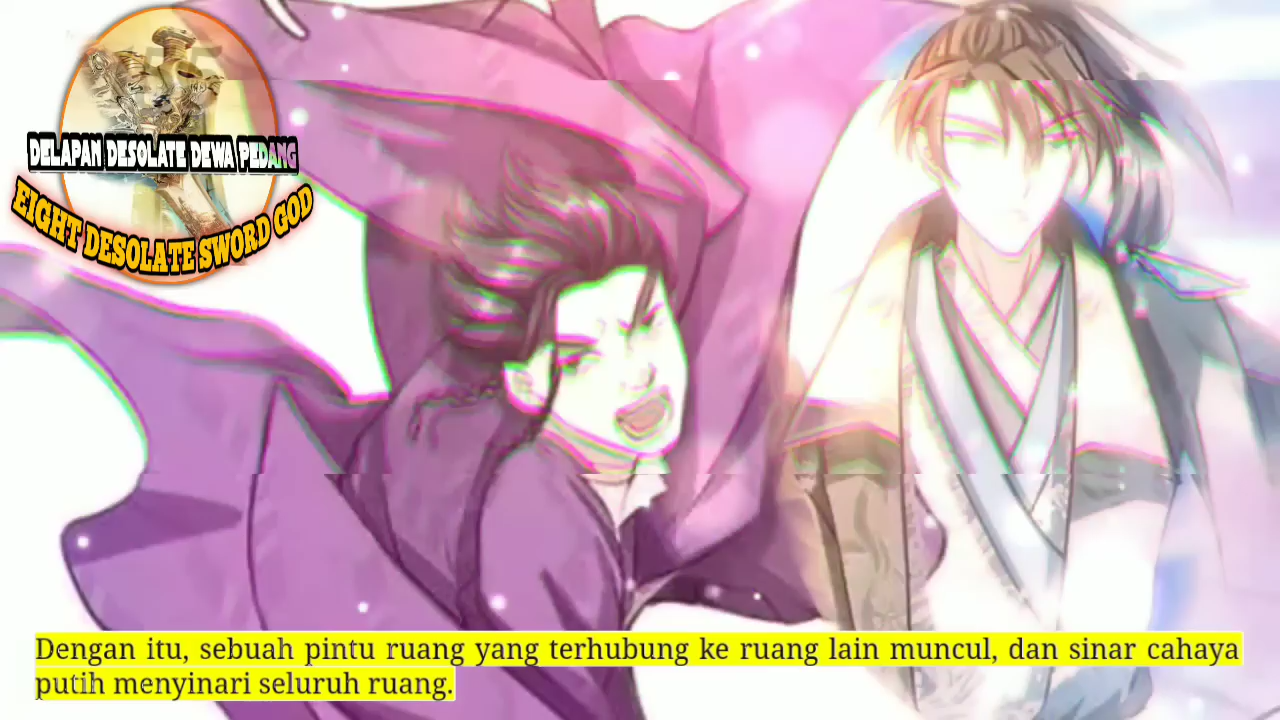 DELAPAN DESOLATE DEWA PEDANG
EIGHT DESOLATE SWORD GOD
Dengan itu, sebuah pintu ruang yang terhubung ke ruang lain muncul, dan sinar cahaya
putih menyinari seluruh ruang.